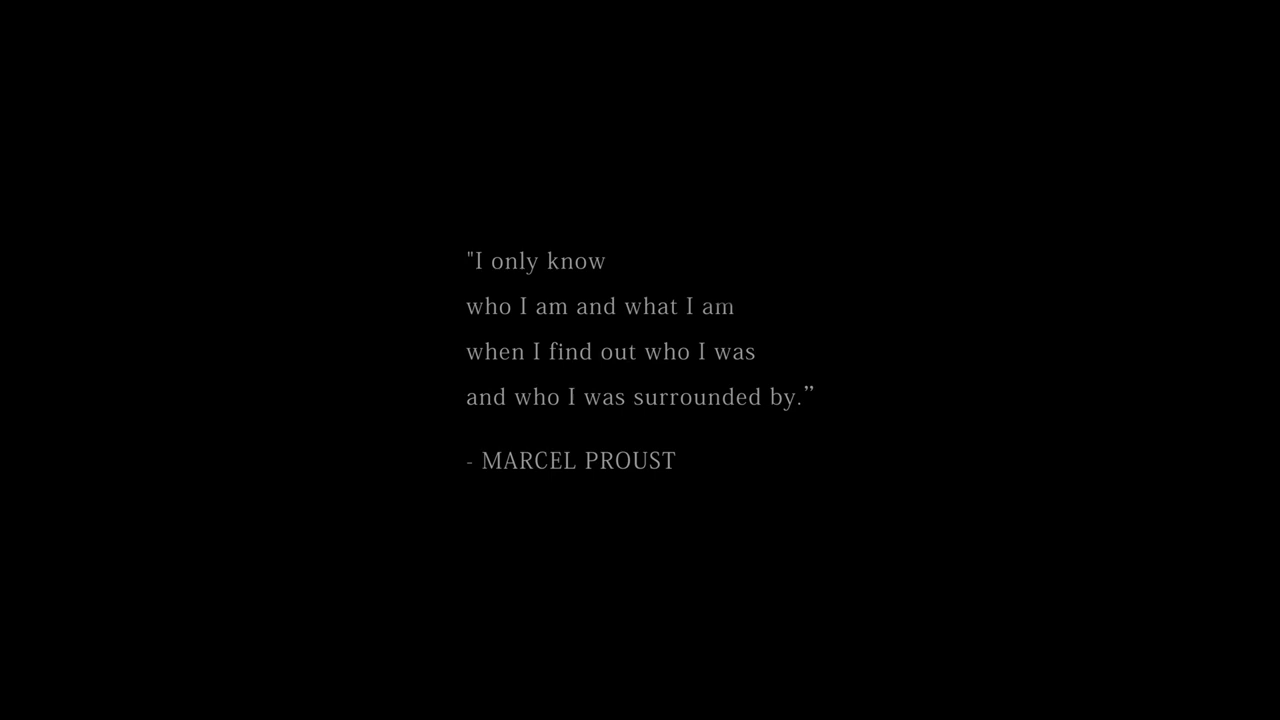 "I only know
who I am and what I am
when I find out who I was
and who I was surrounded by.”
- MARCEL PROUST